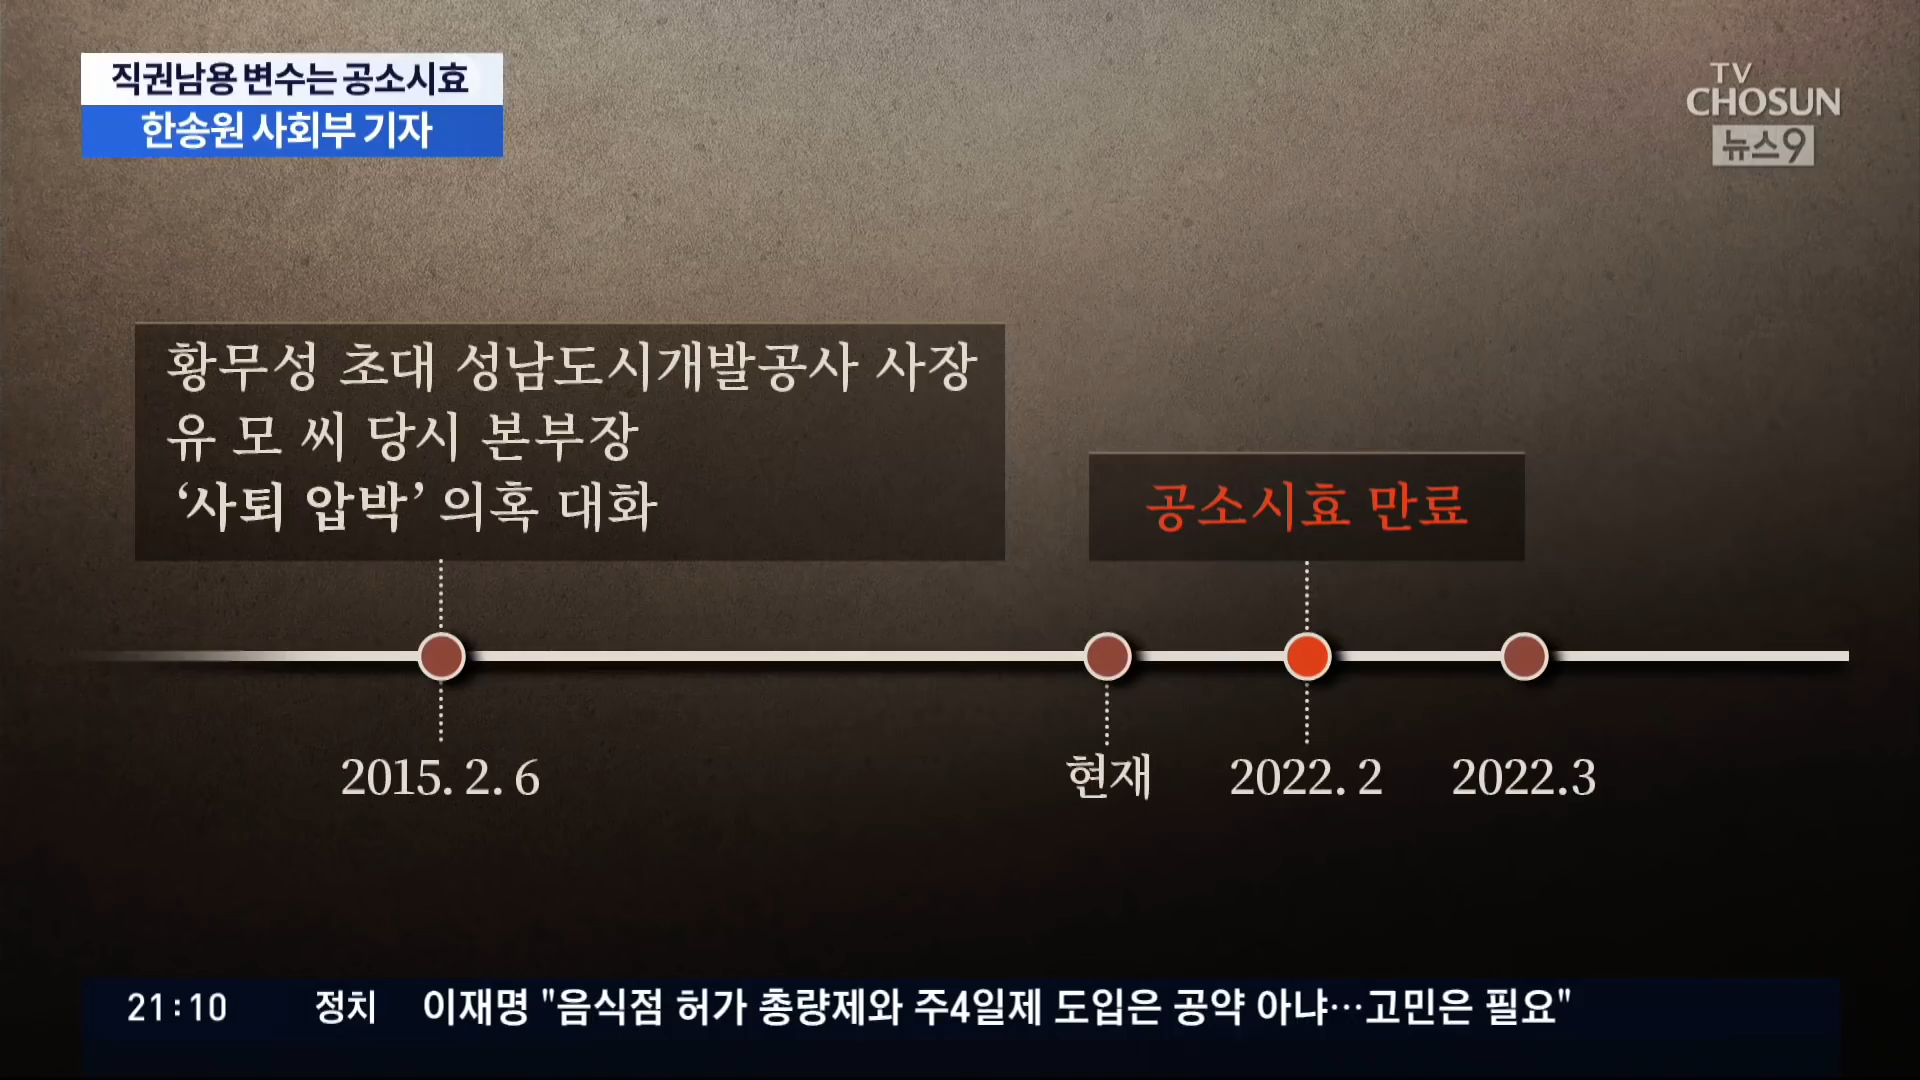 직권남용 변수는 공소시효
한송원 사회부 기자
TV
CHOSUN
뉴스9
황무성 초대 성남도시개발공사 사장
유 모 씨 당시 본부장
‘사퇴 압박’ 의혹 대화
공소시효 만료
2015. 2. 6
현재
2022. 2
2022.3
21:10 정치 이재명 "음식점 허가 총량제와 주4일제 도입은 공약 아냐…고민은 필요"